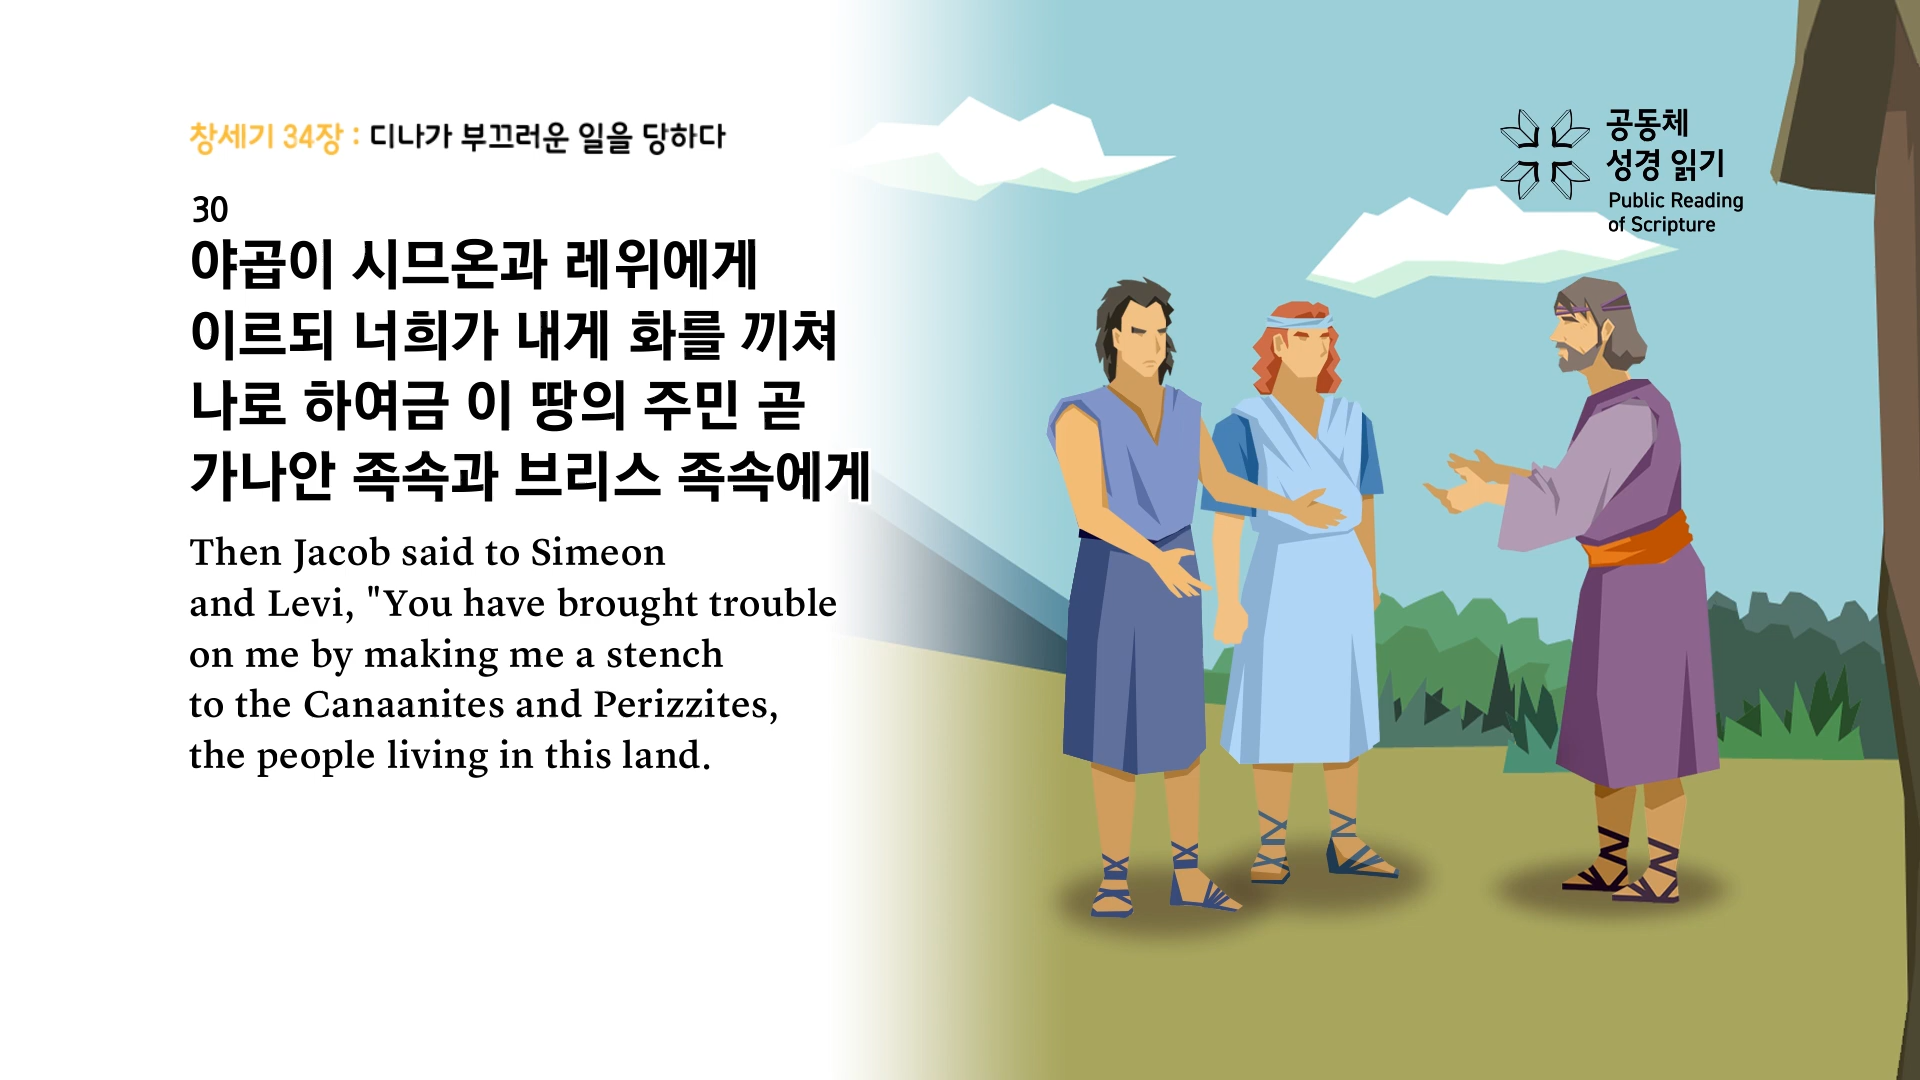 창세기 34장 : 디나가 부끄러운 일을 당하다
30
야곱이 시므온과 레위에게
이르되 너희가 내게 화를 끼쳐
나로 하여금 이 땅의 주민 곧
가나안 족속과 브리스 족속에게
Then Jacob said to Simeon
and Levi, "You have brought trouble
on me by making me a stench
to the Canaanites and Perizzites,
the people living in this land.
공동체
성경 읽기
Public Reading
of Scripture